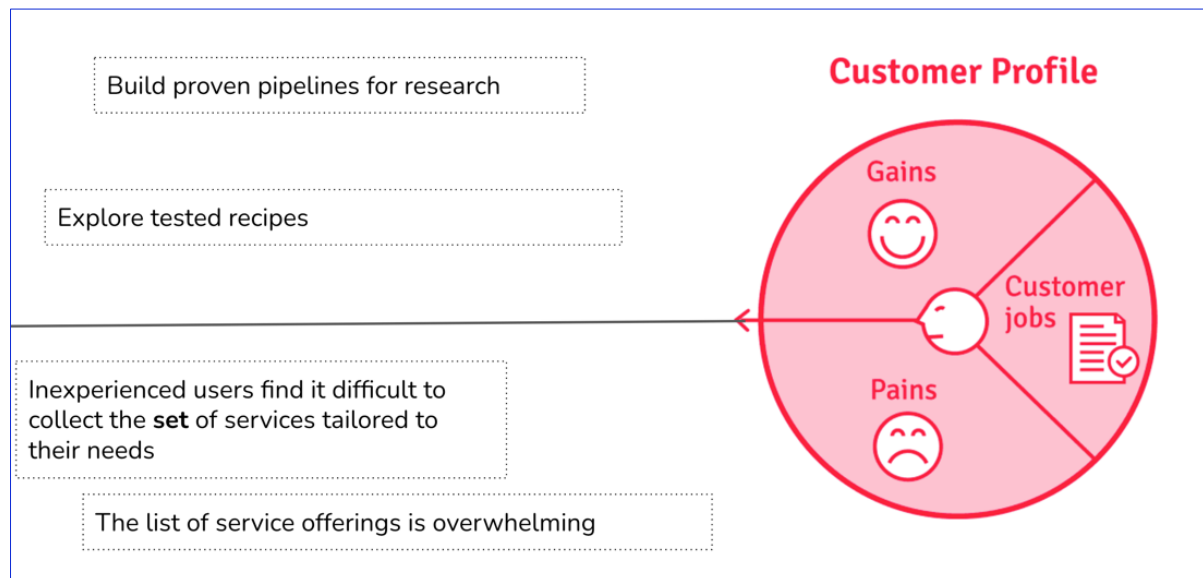 Build proven pipelines for research
Explore tested recipes
Inexperienced users find it difficult to
collect the set of services tailored to
their needs
The list of service offerings is overwhelming
Customer Profile
Gains
Customer
jobs
Pains